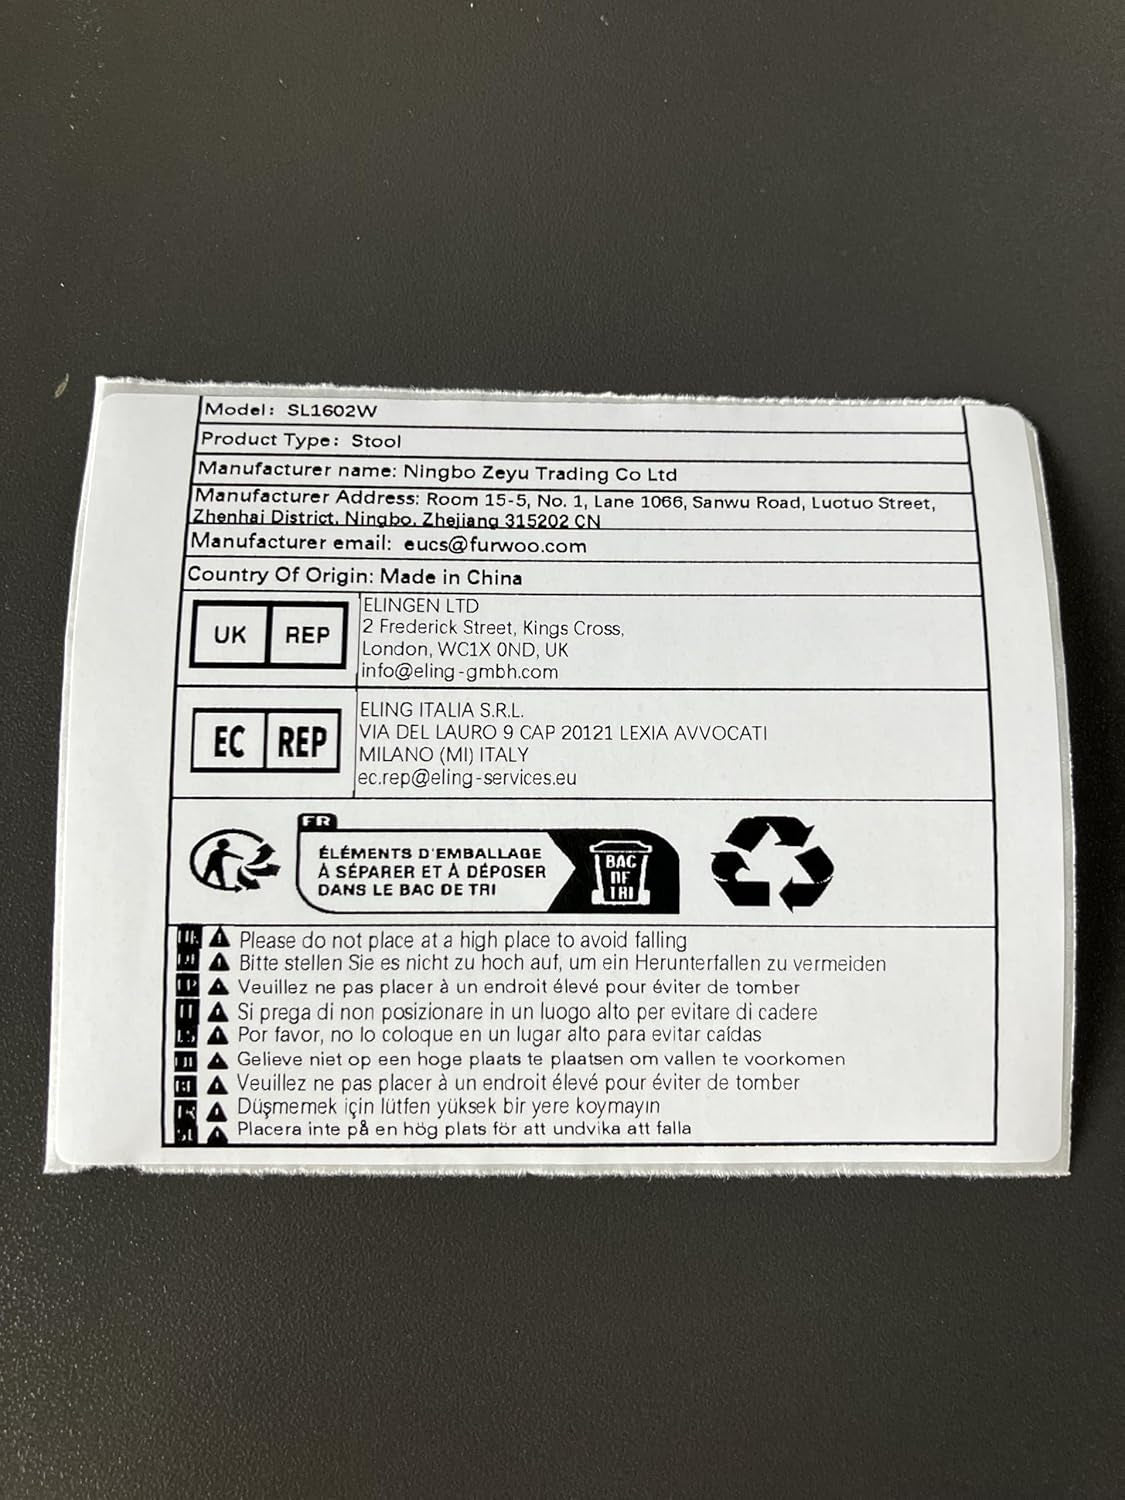 Model: SL1602W
Product Type: Stool
Manufacturer name: Ningbo Zeyu Trading Co Ltd
Manufacturer Address: Room 15-5, No. 1, Lane 1066, Sanwu Road, Luotuo Street,
Zhenhai District, Ningbo, Zhejiang 315202 CN
Manufacturer email: eucs@furwoo.com
Country Of Origin: Made in China
UK REP
ELINGEN LTD
2 Frederick Street, Kings Cross,
London, WC1X 0ND, UK
info@eling-gmbh.com
EC REP
ELING ITALIA S.R.L.
VIA DEL LAURO 9 CAP 20121 LEXIA AVVOCATI
MILANO (MI) ITALY
ec.rep@eling-services.eu
FR
ÉLÉMENTS D'EMBALLAGE
À SÉPARER ET À DÉPOSER
DANS LE BAC DE TRI
BAC
DE
TRI
Please do not place at a high place to avoid falling
Bitte stellen Sie es nicht zu hoch auf, um ein Herunterfallen zu vermeiden
Veuillez ne pas placer à un endroit élevé pour éviter de tomber
Si prega di non posizionare in un luogo alto per evitare di cadere
Por favor, no lo coloque en un lugar alto para evitar caídas
Gelieve niet op een hoge plaats te plaatsen om vallen te voorkomen
Veuillez ne pas placer à un endroit élevé pour éviter de tomber
Düşmemek için lütfen yüksek bir yere koymayın
Placera inte på en hög plats för att undvika att falla